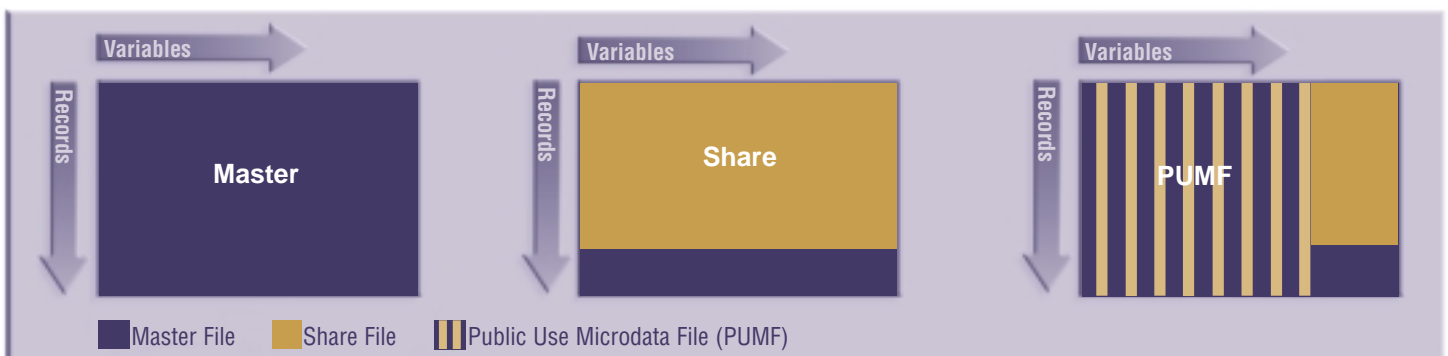 Variables
Records
Master
Variables
Records
Share
Variables
Records
PUMF
Master File
Share File
Public Use Microdata File (PUMF)